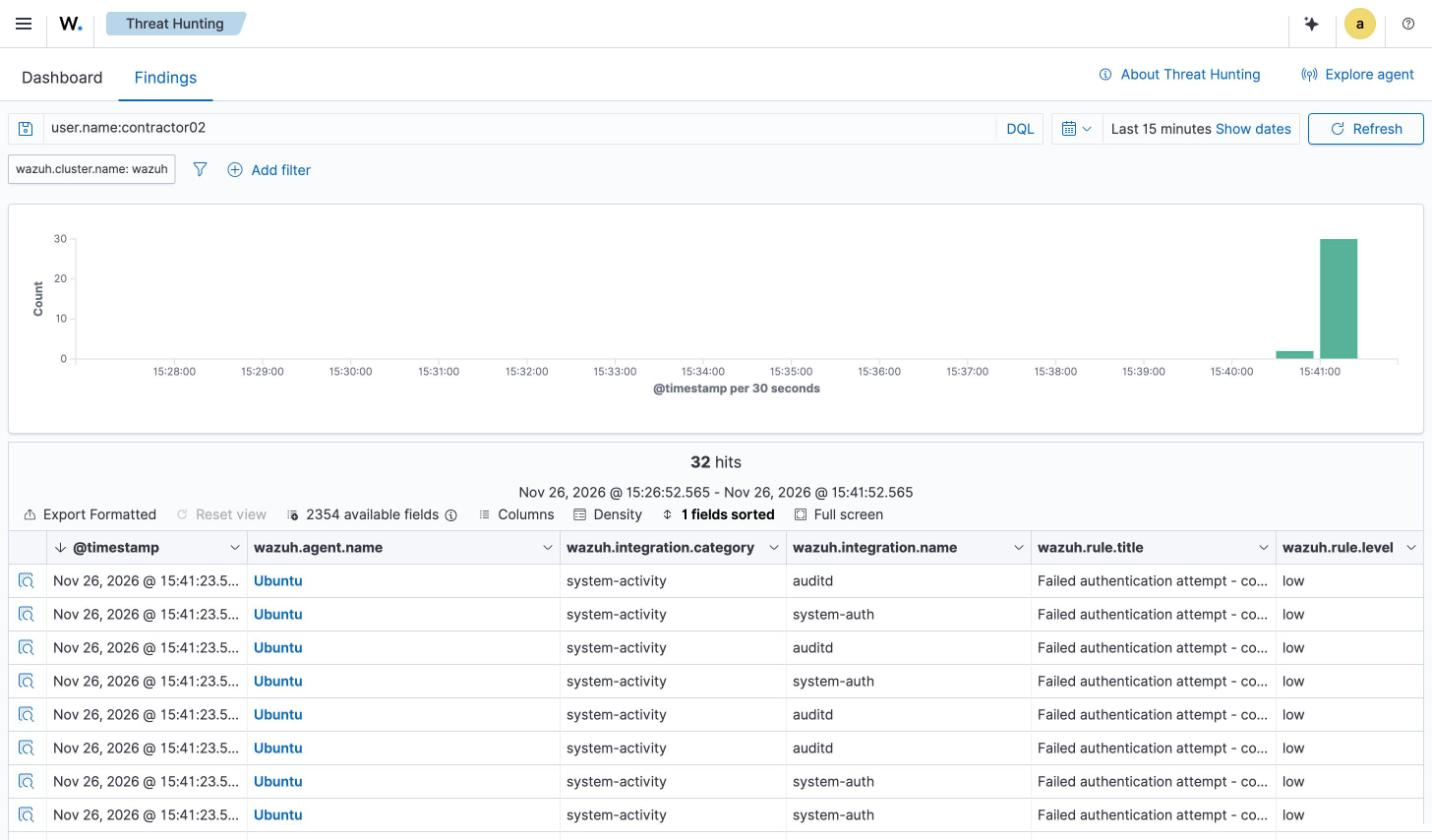 W. Threat Hunting a
Dashboard Findings About Threat Hunting Explore agent
user.name:contractor02 DQL Last 15 minutes Show dates Refresh
wazuh.cluster.name: wazuh Add filter
30
20
10
0
Count
15:28:00 15:29:00 15:30:00 15:31:00 15:32:00 15:33:00 15:34:00 15:35:00 15:36:00 15:37:00 15:38:00 15:39:00 15:40:00 15:41:00
@timestamp per 30 seconds
32 hits
Nov 26, 2026 @ 15:26:52.565 - Nov 26, 2026 @ 15:41:52.565
Export Formatted Reset view 2354 available fields Columns Density 1 fields sorted Full screen
@timestamp wazuh.agent.name wazuh.integration.category wazuh.integration.name wazuh.rule.title wazuh.rule.level
Nov 26, 2026 @ 15:41:23.5... Ubuntu system-activity auditd Failed authentication attempt - co... low
Nov 26, 2026 @ 15:41:23.5... Ubuntu system-activity system-auth Failed authentication attempt - co... low
Nov 26, 2026 @ 15:41:23.5... Ubuntu system-activity auditd Failed authentication attempt - co... low
Nov 26, 2026 @ 15:41:23.5... Ubuntu system-activity system-auth Failed authentication attempt - co... low
Nov 26, 2026 @ 15:41:23.5... Ubuntu system-activity auditd Failed authentication attempt - co... low
Nov 26, 2026 @ 15:41:23.5... Ubuntu system-activity auditd Failed authentication attempt - co... low
Nov 26, 2026 @ 15:41:23.5... Ubuntu system-activity system-auth Failed authentication attempt - co... low
Nov 26, 2026 @ 15:41:23.5... Ubuntu system-activity system-auth Failed authentication attempt - co... low